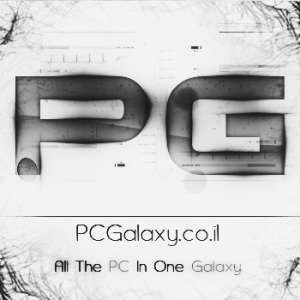 PG
PCGalaxy.co.il
All The PC In One Galaxy